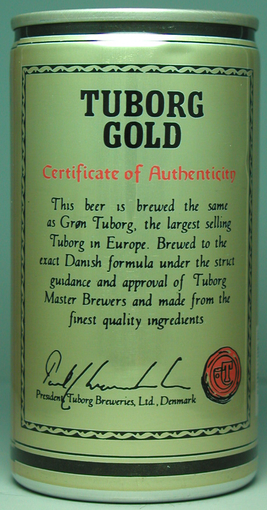 TUBORG
GOLD
Certificate of Authenticity
This beer is brewed the same
as Grøn Tuborg, the largest selling
Tuborg in Europe. Brewed to the
exact Danish formula under the strict
guidance and approval of Tuborg
Master Brewers and made from the
finest quality ingredients
President, Tuborg Breweries, Ltd., Denmark